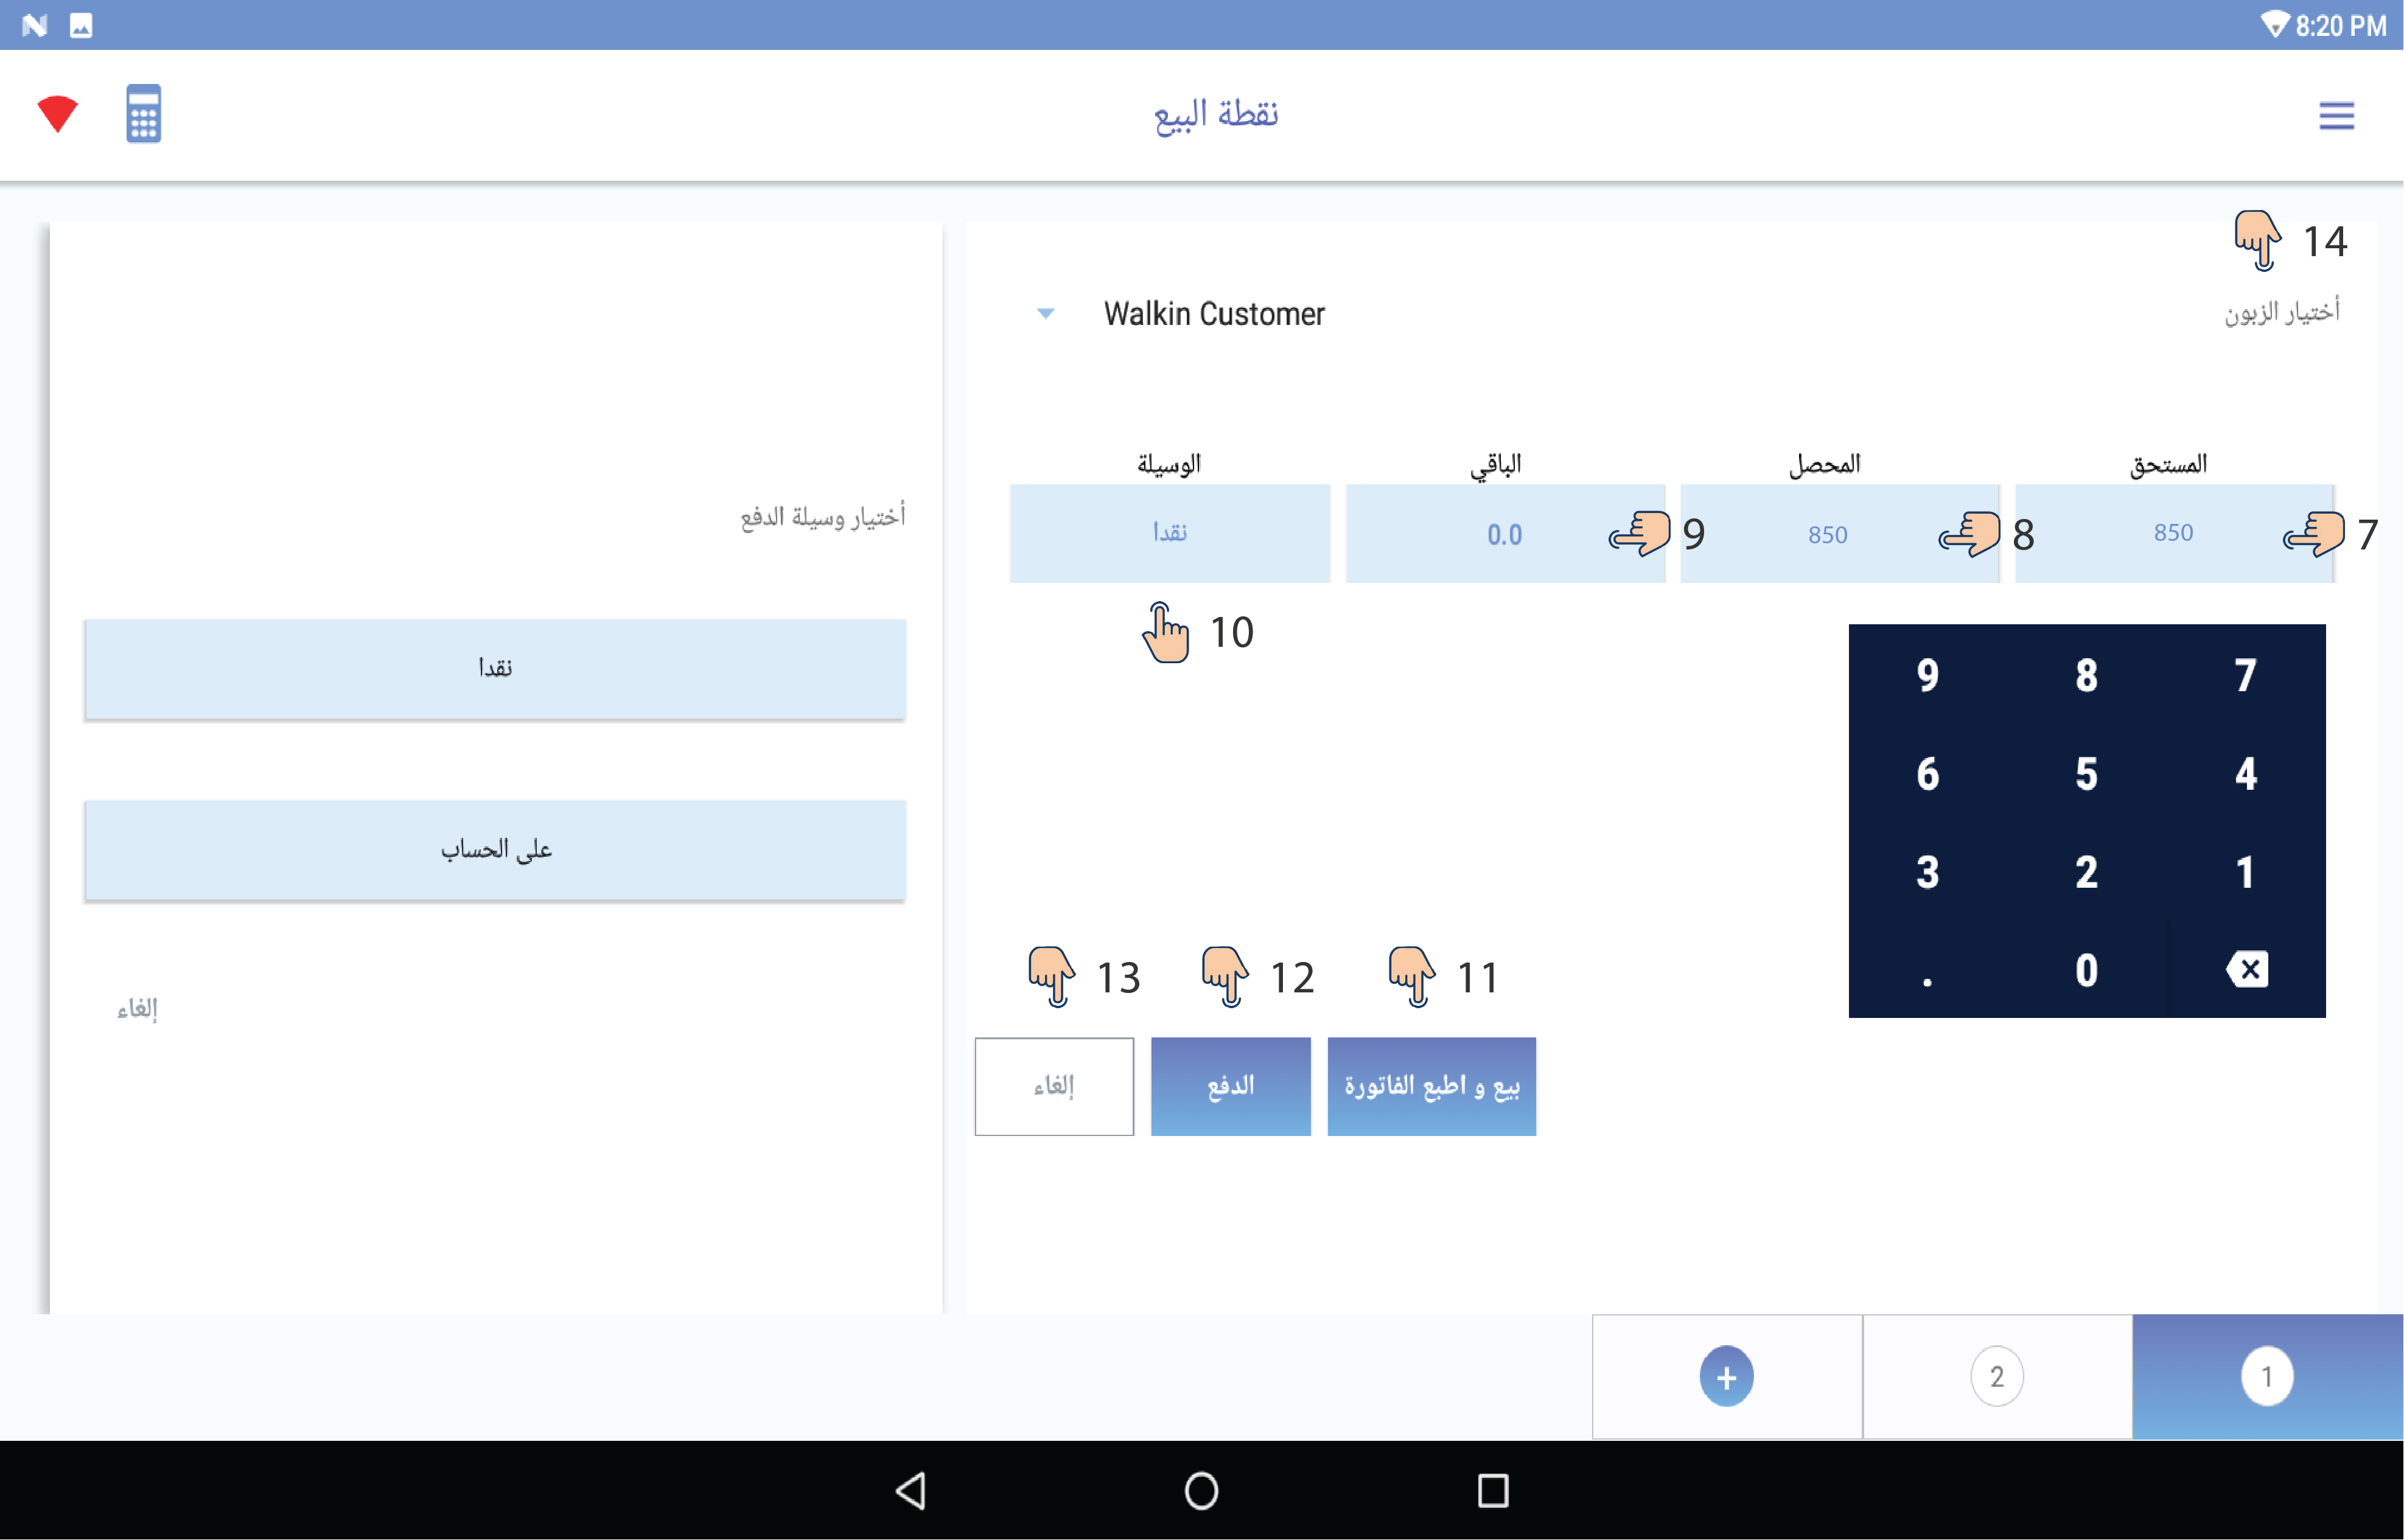 8:20 PM
نقطة البيع
14
أختيار الزبون
Walkin Customer
المستحق
المحصل
الباقي
الوسيلة
7
850
8
850
9
0.0
نقدا
10
7
8
9
4
5
6
1
2
3
0
.
11
12
13
بيع و اطبع الفاتورة
الدفع
إلغاء
أختيار وسيلة الدفع
نقدا
على الحساب
إلغاء
1
2
+